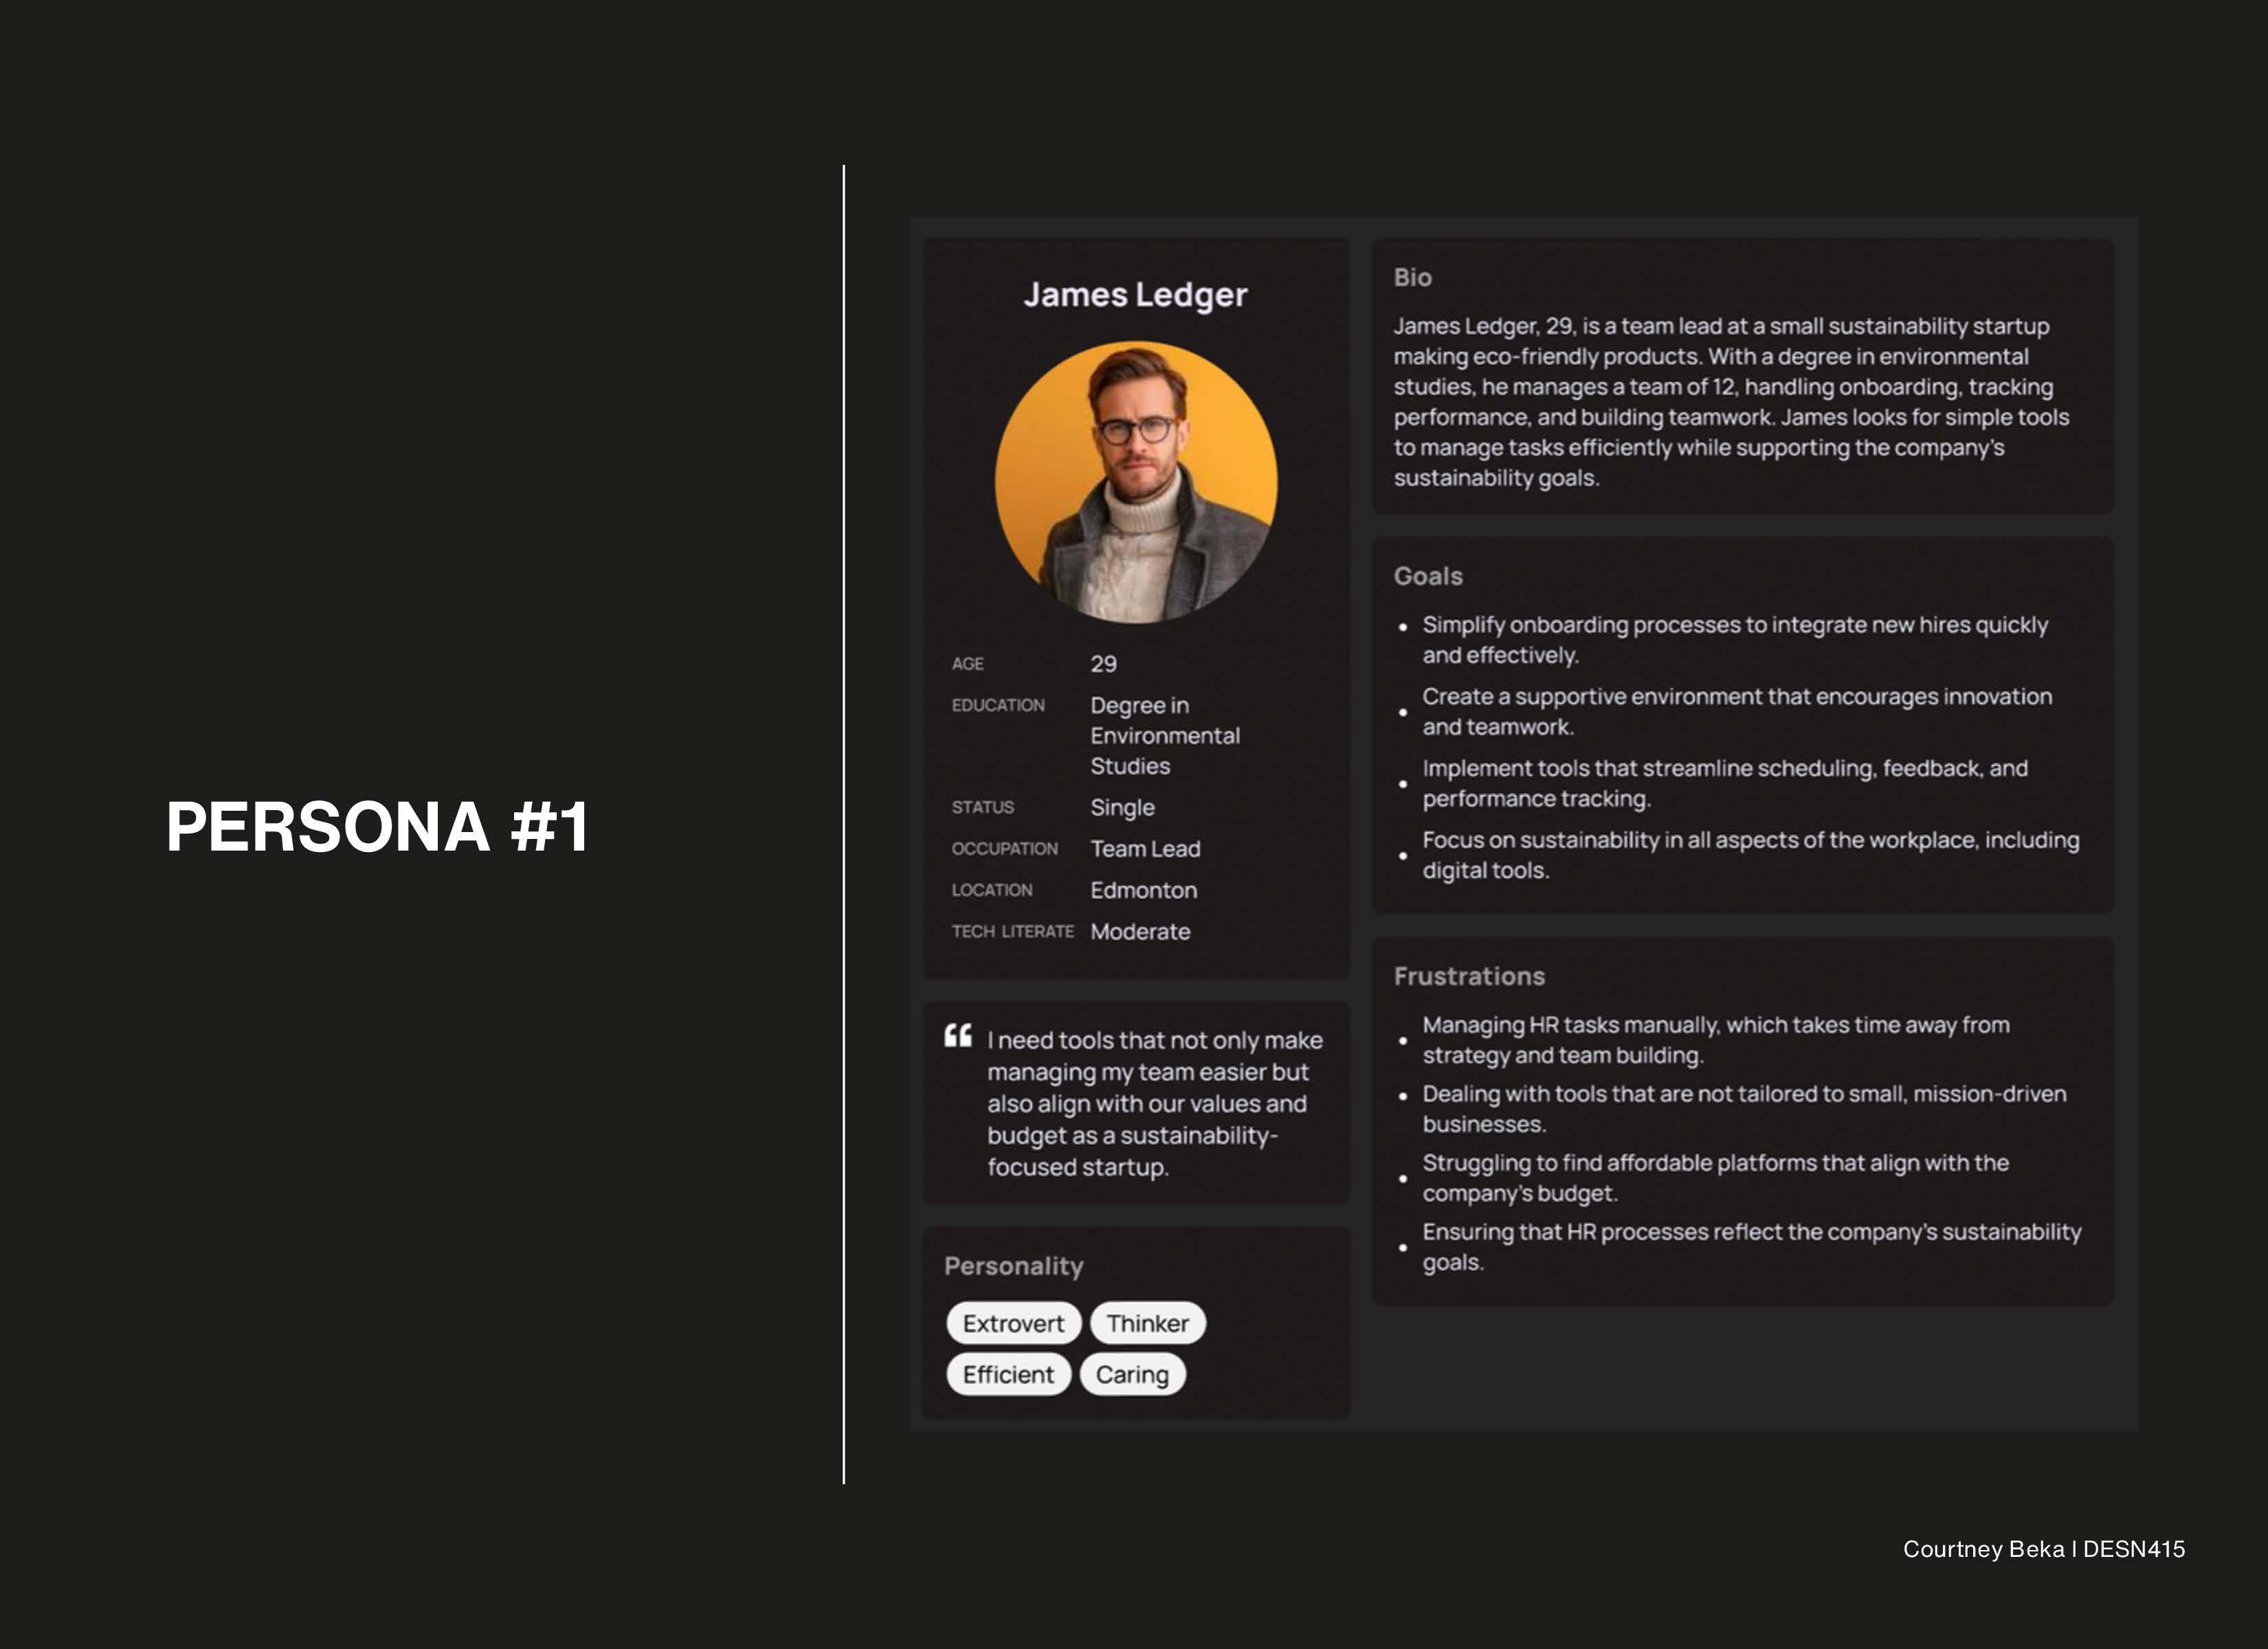 PERSONA #1
James Ledger
AGE 29
EDUCATION Degree in
Environmental
Studies
STATUS Single
OCCUPATION Team Lead
LOCATION Edmonton
TECH LITERATE Moderate
“ I need tools that not only make
managing my team easier but
also align with our values and
budget as a sustainability-
focused startup.
Personality
Extrovert Thinker
Efficient Caring
Bio
James Ledger, 29, is a team lead at a small sustainability startup
making eco-friendly products. With a degree in environmental
studies, he manages a team of 12, handling onboarding, tracking
performance, and building teamwork. James looks for simple tools
to manage tasks efficiently while supporting the company’s
sustainability goals.
Goals
• Simplify onboarding processes to integrate new hires quickly
and effectively.
• Create a supportive environment that encourages innovation
and teamwork.
• Implement tools that streamline scheduling, feedback, and
performance tracking.
• Focus on sustainability in all aspects of the workplace, including
digital tools.
Frustrations
• Managing HR tasks manually, which takes time away from
strategy and team building.
• Dealing with tools that are not tailored to small, mission-driven
businesses.
• Struggling to find affordable platforms that align with the
company’s budget.
• Ensuring that HR processes reflect the company’s sustainability
goals.
Courtney Beka | DESN415